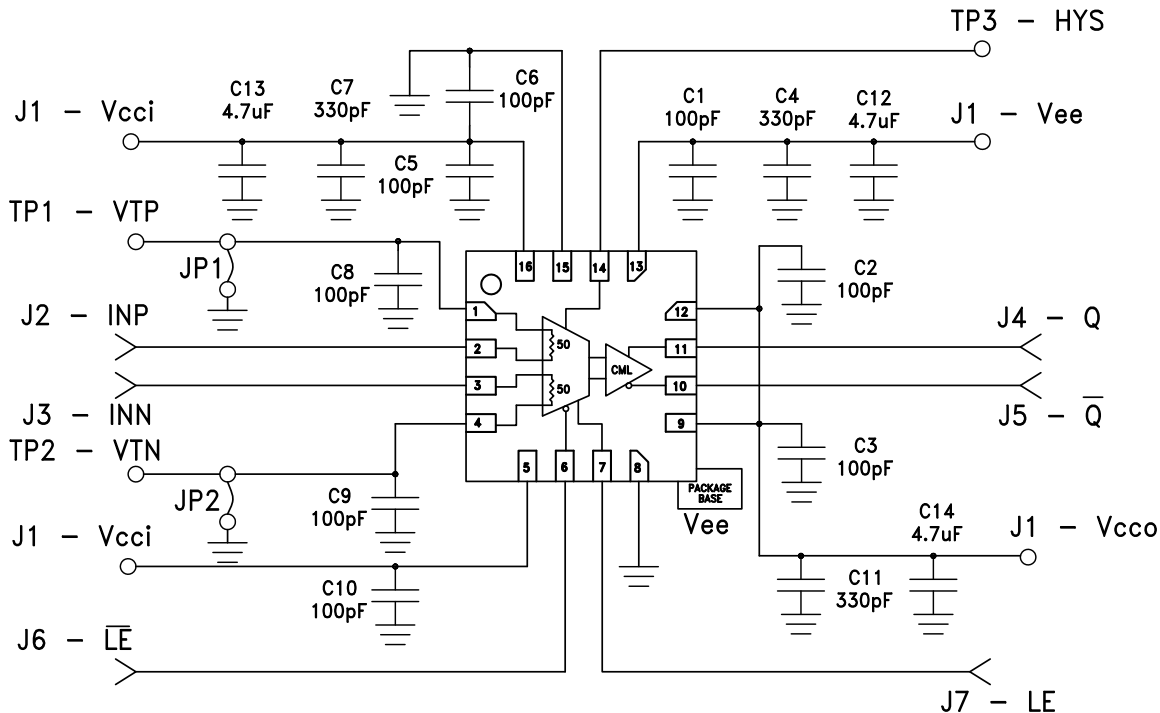 TP3 - HYS
C13
4.7uF
C7
330pF
C6
100pF
C1
100pF
C4
330pF
C12
4.7uF
J1 - Vcci
J1 - Vee
C5
100pF
TP1 - VTP
JP1
C8
100pF
16
15
14
13
C2
100pF
J2 - INP
1
12
J4 - Q
2
50
CML
11
3
50
10
J3 - INN
J5 - Q̅
4
9
TP2 - VTN
C3
100pF
5
6
7
8
JP2
C9
100pF
PACKAGE
BASE
Vee
C14
4.7uF
J1 - Vcci
J1 - Vcco
C10
100pF
C11
330pF
J6 - L̅E̅
J7 - LE